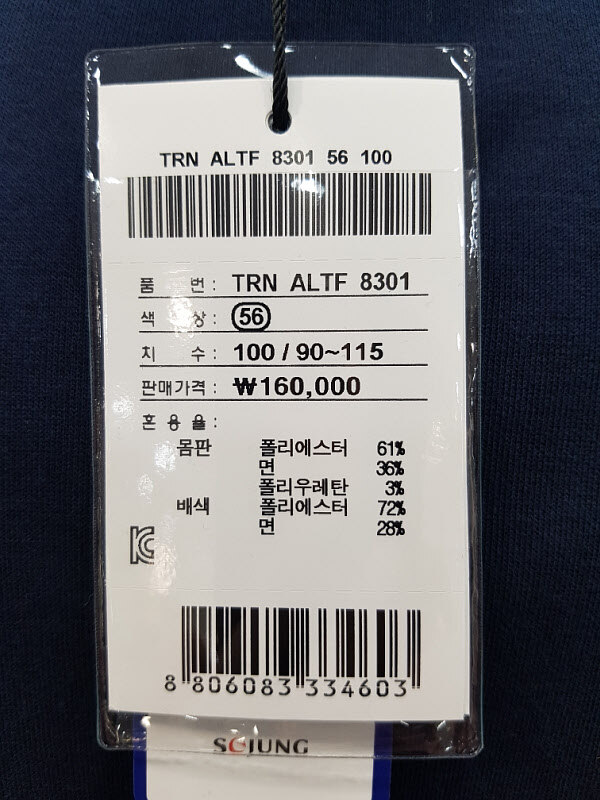 TRN ALTF 8301 56 100
품 번 : TRN ALTF 8301
색 상 : 56
치 수 : 100 / 90~115
판매가격 : ₩160,000
혼 용 율 :
몸판 폴리에스터 61%
면 36%
폴리우레탄 3%
배색 폴리에스터 72%
면 28%
KC
8 806083 334603
SOJUNG